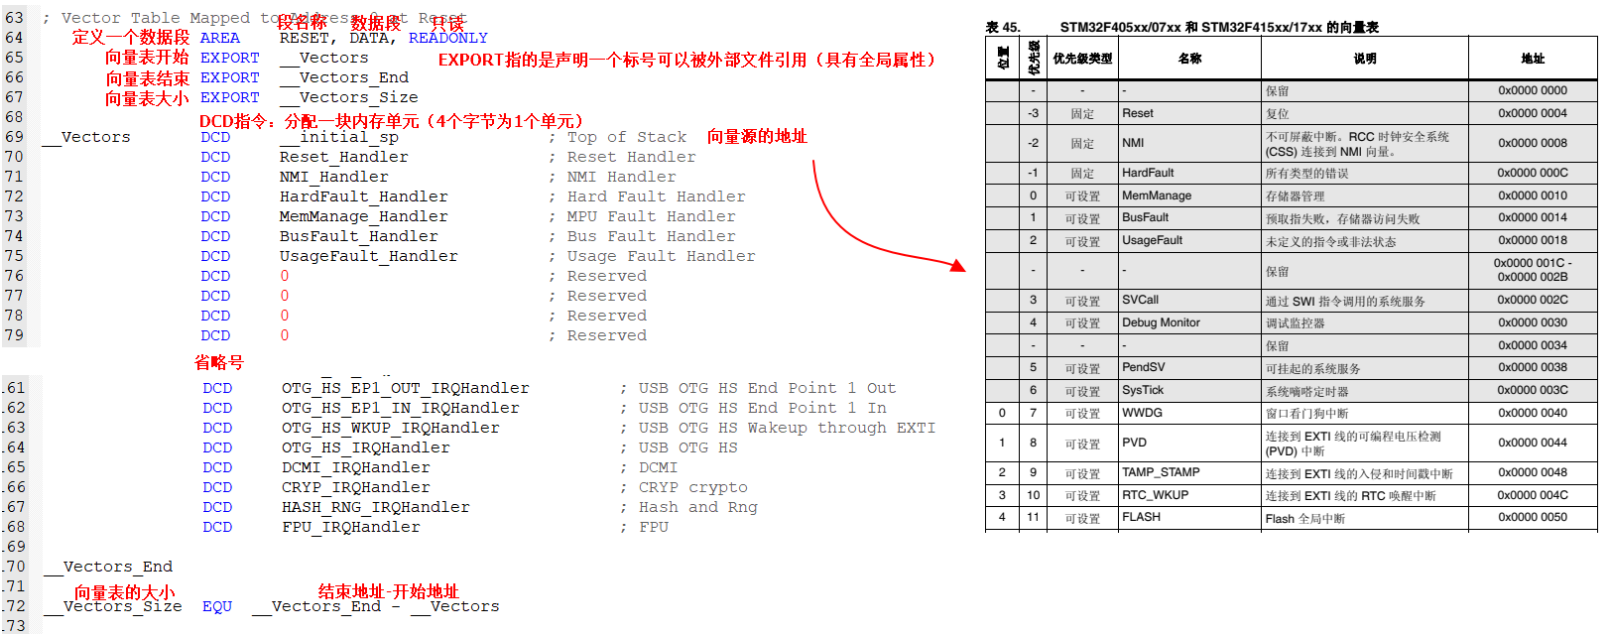 63 ; Vector Table Mapped to Address 0 at Reset
段名称 数据段 只读
64 定义一个数据段 AREA RESET, DATA, READONLY
65 向量表开始 EXPORT __Vectors
EXPORT指的是声明一个标号可以被外部文件引用（具有全局属性）
66 向量表结束 EXPORT __Vectors_End
67 向量表大小 EXPORT __Vectors_Size
68
DCD指令：分配一块内存单元（4个字节为1个单元）
69 __Vectors DCD __initial_sp ; Top of Stack 向量源的地址
70 DCD Reset_Handler ; Reset Handler
71 DCD NMI_Handler ; NMI Handler
72 DCD HardFault_Handler ; Hard Fault Handler
73 DCD MemManage_Handler ; MPU Fault Handler
74 DCD BusFault_Handler ; Bus Fault Handler
75 DCD UsageFault_Handler ; Usage Fault Handler
76 DCD 0 ; Reserved
77 DCD 0 ; Reserved
78 DCD 0 ; Reserved
79 DCD 0 ; Reserved
省略号
161 DCD OTG_HS_EP1_OUT_IRQHandler ; USB OTG HS End Point 1 Out
162 DCD OTG_HS_EP1_IN_IRQHandler ; USB OTG HS End Point 1 In
163 DCD OTG_HS_WKUP_IRQHandler ; USB OTG HS Wakeup through EXTI
164 DCD OTG_HS_IRQHandler ; USB OTG HS
165 DCD DCMI_IRQHandler ; DCMI
166 DCD CRYP_IRQHandler ; CRYP crypto
167 DCD HASH_RNG_IRQHandler ; Hash and Rng
168 DCD FPU_IRQHandler ; FPU
169
170 __Vectors_End
171
向量表的大小 结束地址-开始地址
172 __Vectors_Size EQU __Vectors_End - __Vectors
173
表 45. STM32F405xx/07xx 和 STM32F415xx/17xx 的向量表
位置 优先级 优先级类型 名称 说明 地址
- - - 保留 0x0000 0000
-3 固定 Reset 复位 0x0000 0004
-2 固定 NMI 不可屏蔽中断。RCC 时钟安全系统 0x0000 0008
(CSS) 连接到 NMI 向量。
-1 固定 HardFault 所有类型的错误 0x0000 000C
0 可设置 MemManage 存储器管理 0x0000 0010
1 可设置 BusFault 预取指失败，存储器访问失败 0x0000 0014
2 可设置 UsageFault 未定义的指令或非法状态 0x0000 0018
- - - 保留 0x0000 001C -
0x0000 002B
3 可设置 SVCall 通过 SWI 指令调用的系统服务 0x0000 002C
4 可设置 Debug Monitor 调试监控器 0x0000 0030
- - - 保留 0x0000 0034
5 可设置 PendSV 可挂起的系统服务 0x0000 0038
6 可设置 SysTick 系统嘀嗒定时器 0x0000 003C
0 7 可设置 WWDG 窗口看门狗中断 0x0000 0040
1 8 可设置 PVD 连接到 EXTI 线的可编程电压检测 0x0000 0044
(PVD) 中断
2 9 可设置 TAMP_STAMP 连接到 EXTI 线的入侵和时间戳中断 0x0000 0048
3 10 可设置 RTC_WKUP 连接到 EXTI 线的 RTC 唤醒中断 0x0000 004C
4 11 可设置 FLASH Flash 全局中断 0x0000 0050